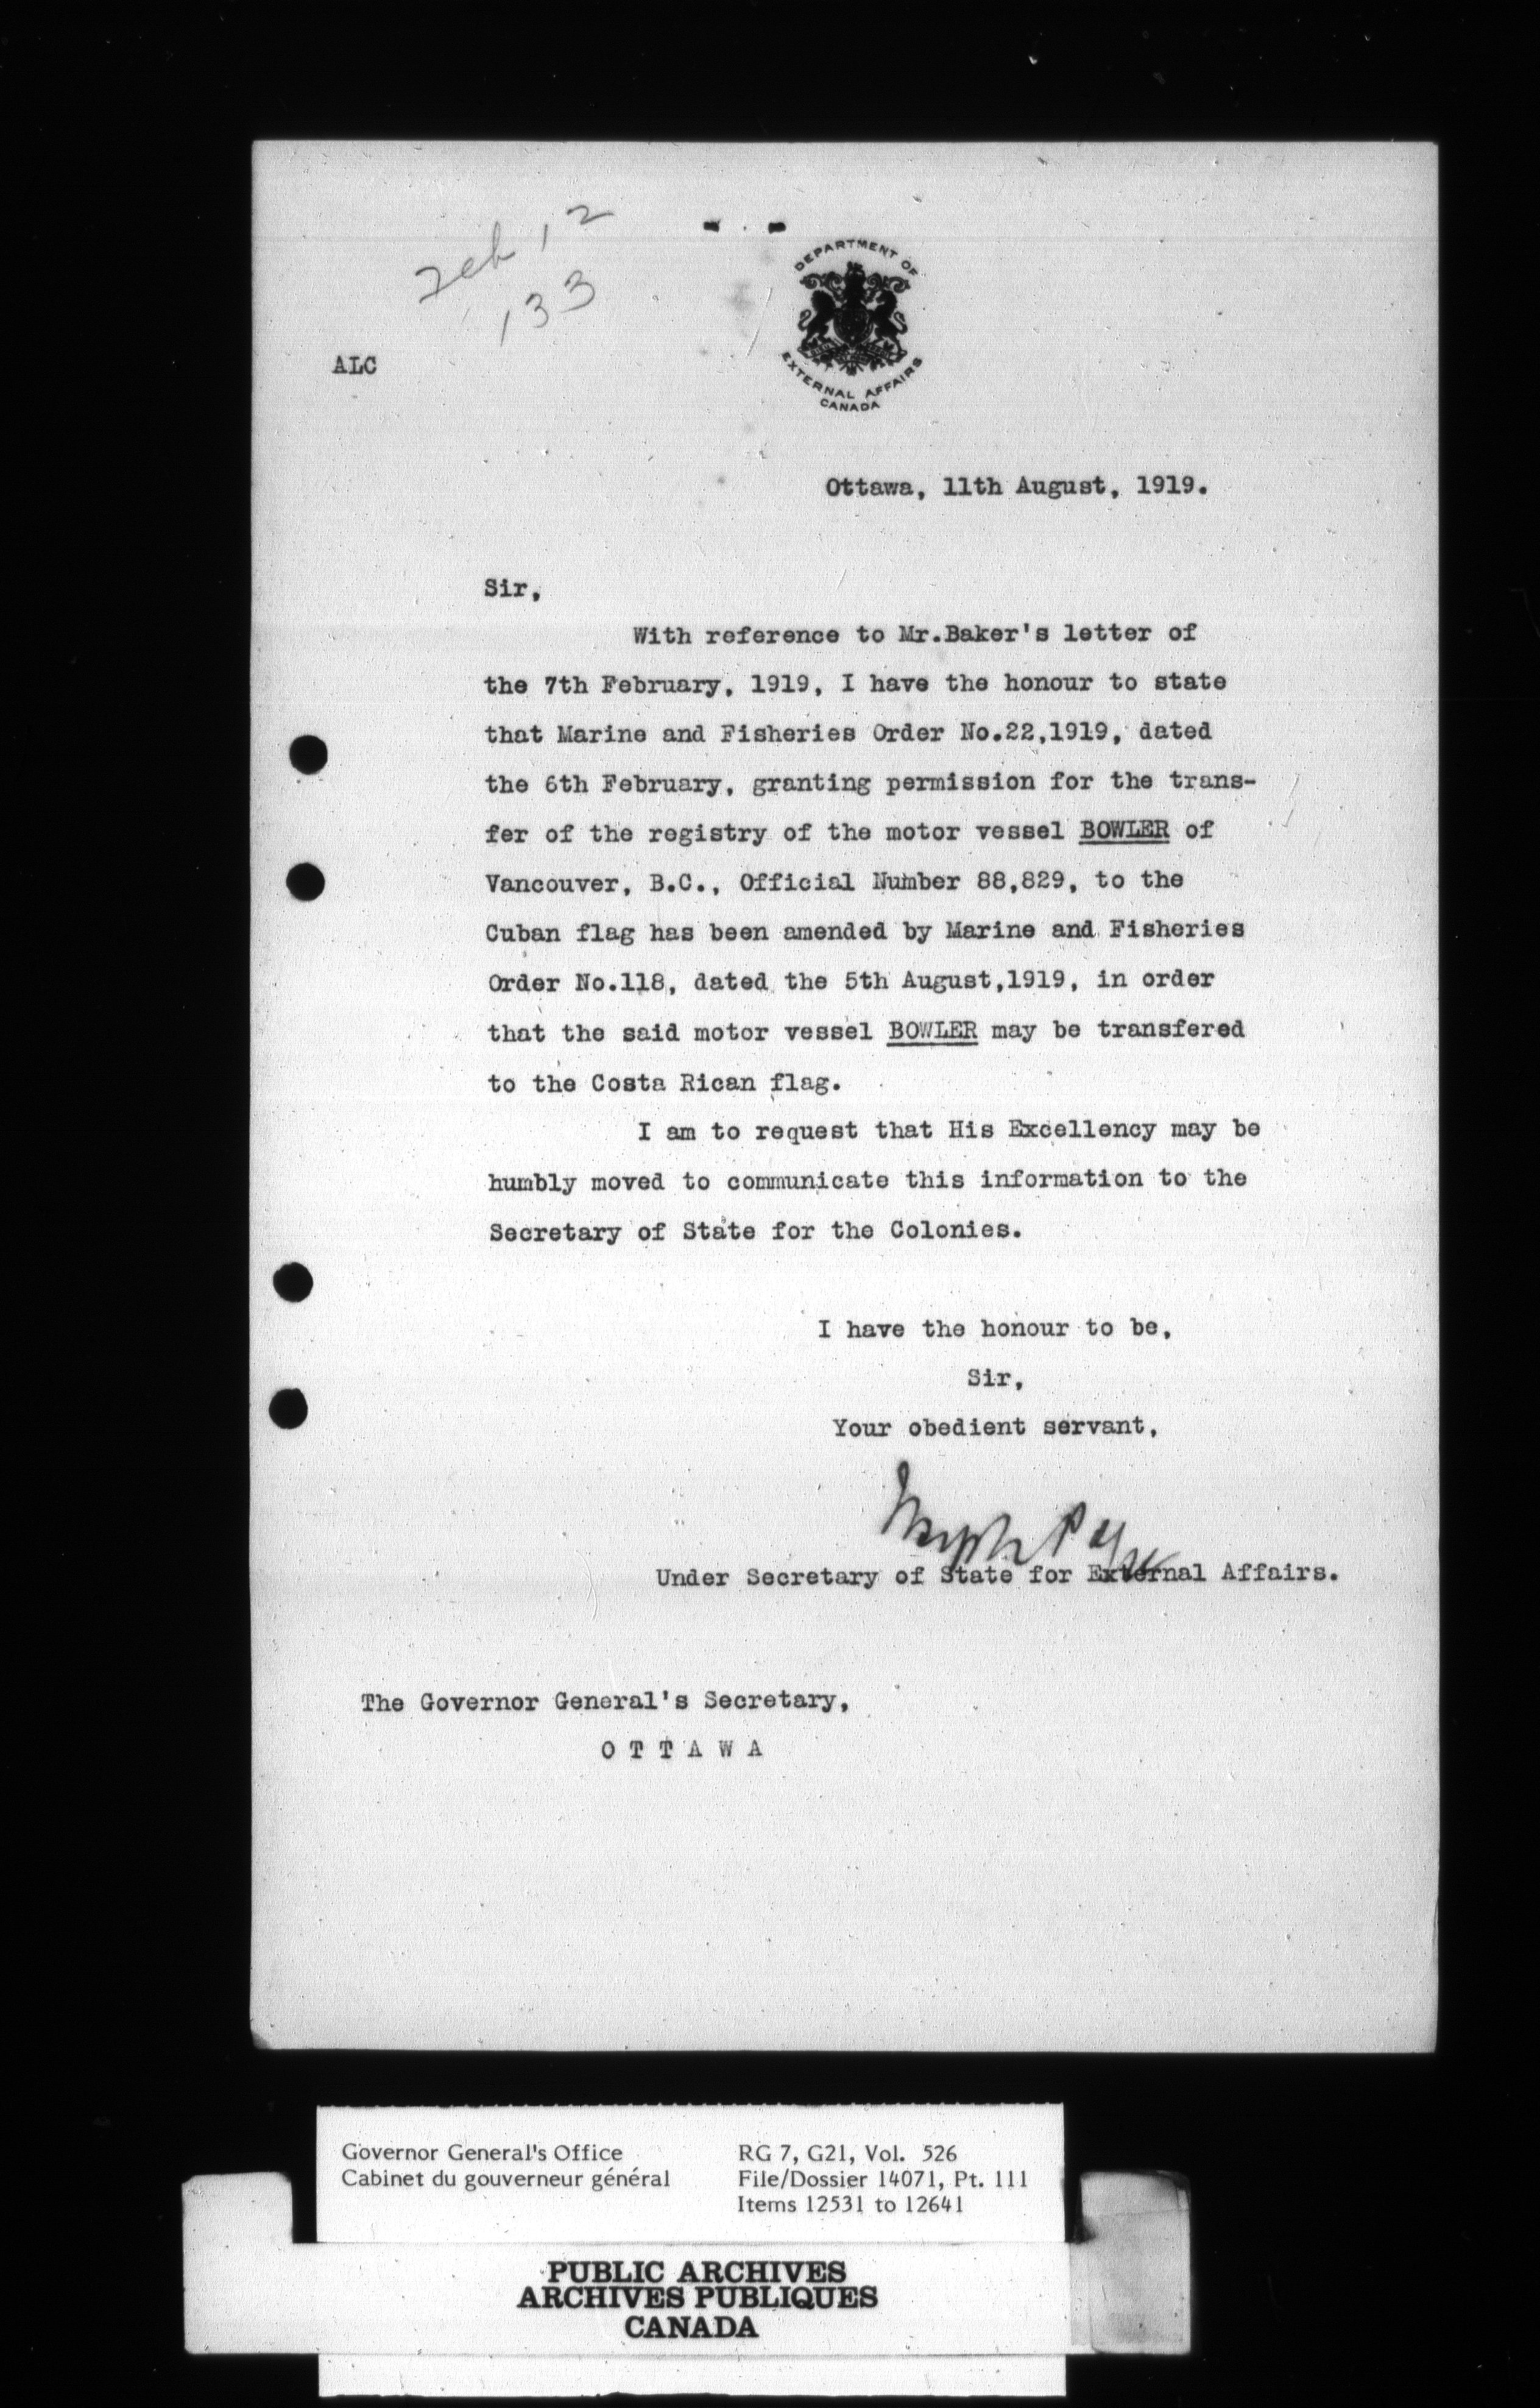 Feb 12
133
DEPARTMENT OF
EXTERNAL AFFAIRS
CANADA
ALC
Ottawa, 11th August, 1919.
Sir,
With reference to Mr.Baker's letter of
the 7th February, 1919, I have the honour to state
that Marine and Fisheries Order No.22,1919, dated
the 6th February, granting permission for the trans-
fer of the registry of the motor vessel BOWLER of
Vancouver, B.C., Official Number 88,829, to the
Cuban flag has been amended by Marine and Fisheries
Order No.118, dated the 5th August,1919, in order
that the said motor vessel BOWLER may be transfered
to the Costa Rican flag.
I am to request that His Excellency may be
humbly moved to communicate this information to the
Secretary of State for the Colonies.
I have the honour to be,
Sir,
Your obedient servant,
Joseph Pope
Under Secretary of State for External Affairs.
The Governor General's Secretary,
O T T A W A
Governor General's Office
Cabinet du gouverneur général
RG 7, G21, Vol. 526
File/Dossier 14071, Pt. 111
Items 12531 to 12641
PUBLIC ARCHIVES
ARCHIVES PUBLIQUES
CANADA